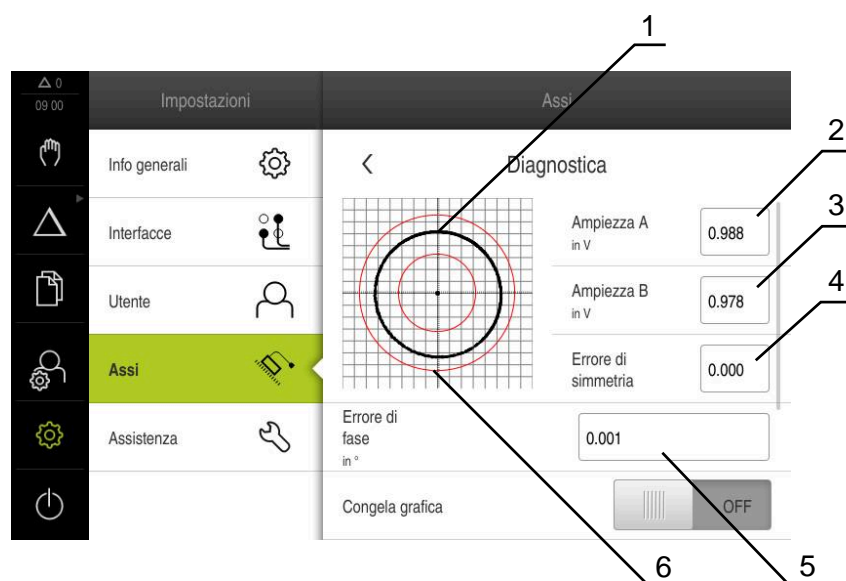 1
0
09 00
Impostazioni
Assi
Info generali
Diagnostica
2
Interfacce
Ampiezza A
in V
0.988
3
Utente
Ampiezza B
in V
0.978
4
Assi
Errore di
simmetria
0.000
Assistenza
Errore di
fase
in °
0.001
Congela grafica
OFF
6
5